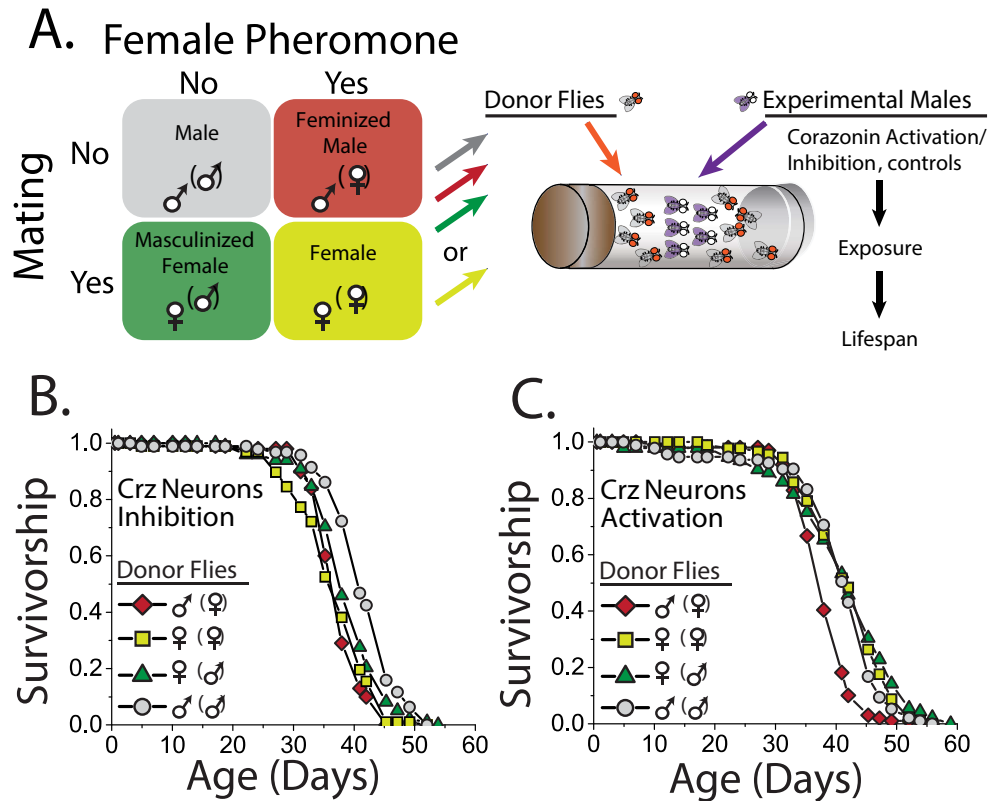 A. Female Pheromone
No Yes
Mating
No
Yes
Male
♂(♂)
Feminized
Male
♂(♀)
Masculinized
Female
♀(♂)
Female
♀(♀)
or
Donor Flies
Experimental Males
Corazonin Activation/
Inhibition, controls
Exposure
Lifespan
B.
Survivorship
1.0
0.8
0.6
0.4
0.2
0.0
Crz Neurons
Inhibition
Donor Flies
♂ (♀)
♀ (♀)
♀ (♂)
♂ (♂)
0 10 20 30 40 50 60
Age (Days)
C.
Survivorship
1.0
0.8
0.6
0.4
0.2
0.0
Crz Neurons
Activation
Donor Flies
♂ (♀)
♀ (♀)
♀ (♂)
♂ (♂)
0 10 20 30 40 50 60
Age (Days)